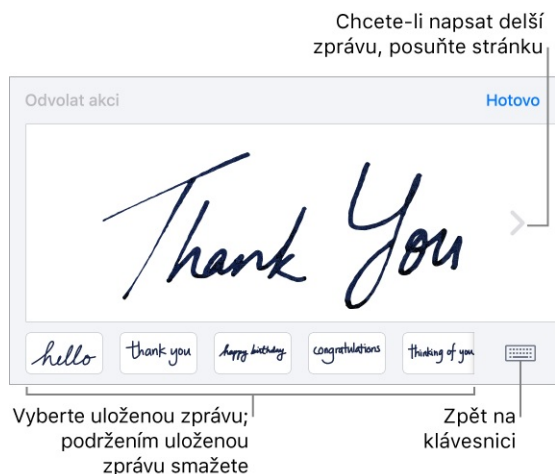 Chcete-li napsat delší
zprávu, posuňte stránku
Odvolat akci
Hotovo
Thank You
hello
thank you
happy birthday
congratulations
thinking of you
Vyberte uloženou zprávu;
podržením uloženou
zprávu smažete
Zpět na
klávesnici